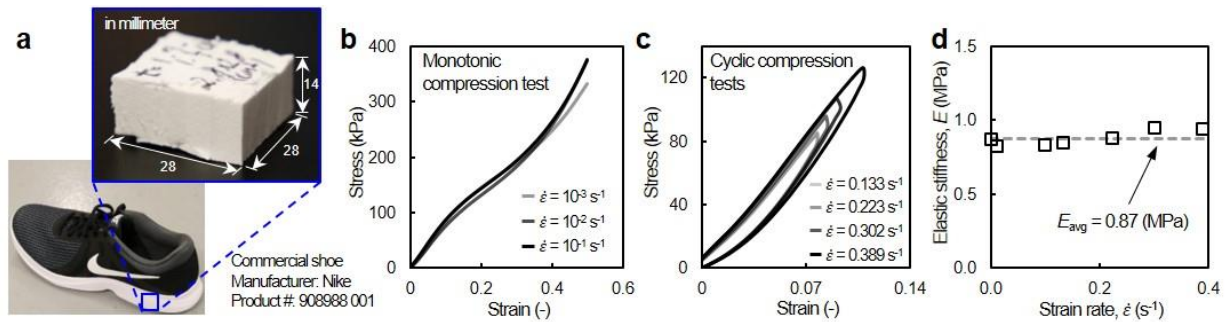 a
in millimeter
14
28
28
Commercial shoe
Manufacturer: Nike
Product #: 908988 001
b
Stress (kPa)
400
300
200
100
0
Monotonic
compression test
ε̇ = 10-3 s-1
ε̇ = 10-2 s-1
ε̇ = 10-1 s-1
0
0.2
0.4
0.6
Strain (-)
c
Stress (kPa)
120
80
40
0
Cyclic compression
tests
ε̇ = 0.133 s-1
ε̇ = 0.223 s-1
ε̇ = 0.302 s-1
ε̇ = 0.389 s-1
0
0.07
0.14
Strain (-)
d
Elastic stiffness, E (MPa)
1.5
1.0
0.5
0.0
Eavg = 0.87 (MPa)
0.0
0.2
0.4
Strain rate, ε̇ (s-1)